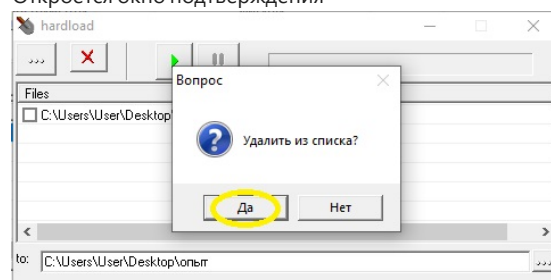 Откроется окно подтверждения
hardload
...
Вопрос
Files
C:\Users\User\Desktop
Удалить из списка?
Да
Нет
to:
C:\Users\User\Desktop\опыт
...